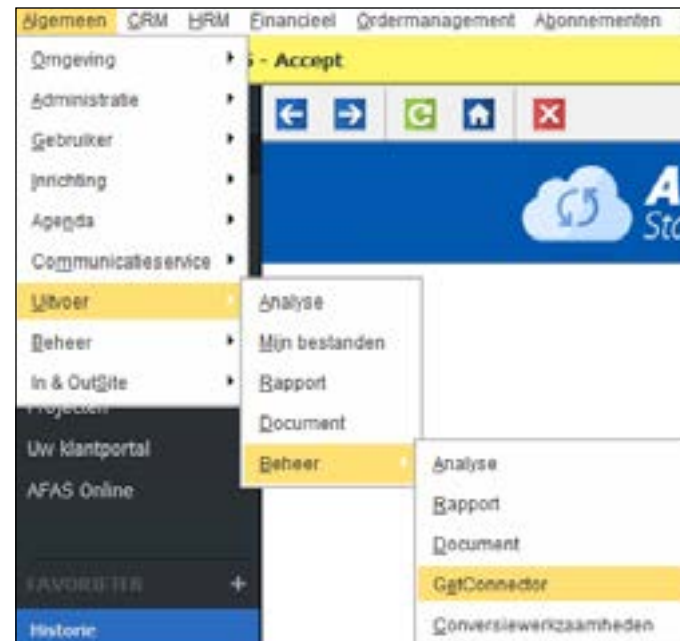 Algemeen CRM HRM Financieel Ordermanagement Abonnementen
Omgeving
- Accept
Administratie
Gebruiker
Inrichting
Agenda
Communicatieservice
Uitvoer
Beheer
In & OutSite
Analyse
Mijn bestanden
Rapport
Document
Beheer
Analyse
Rapport
Document
GetConnector
Conversiewerkzaamheden
Projecten
Uw klantportal
AFAS Online
FAVORIETEN +
Historie